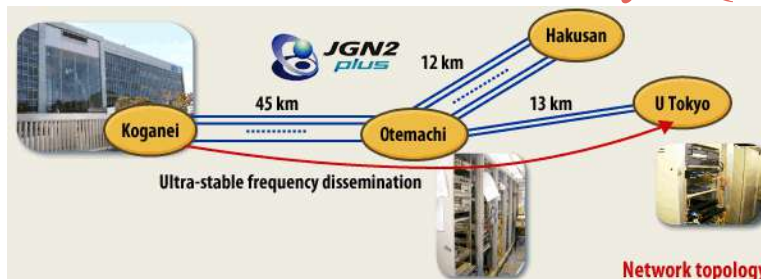 JGN2
plus
Hakusan
12 km
45 km
13 km
U Tokyo
Koganei
Otemachi
Ultra-stable frequency dissemination
Network topology